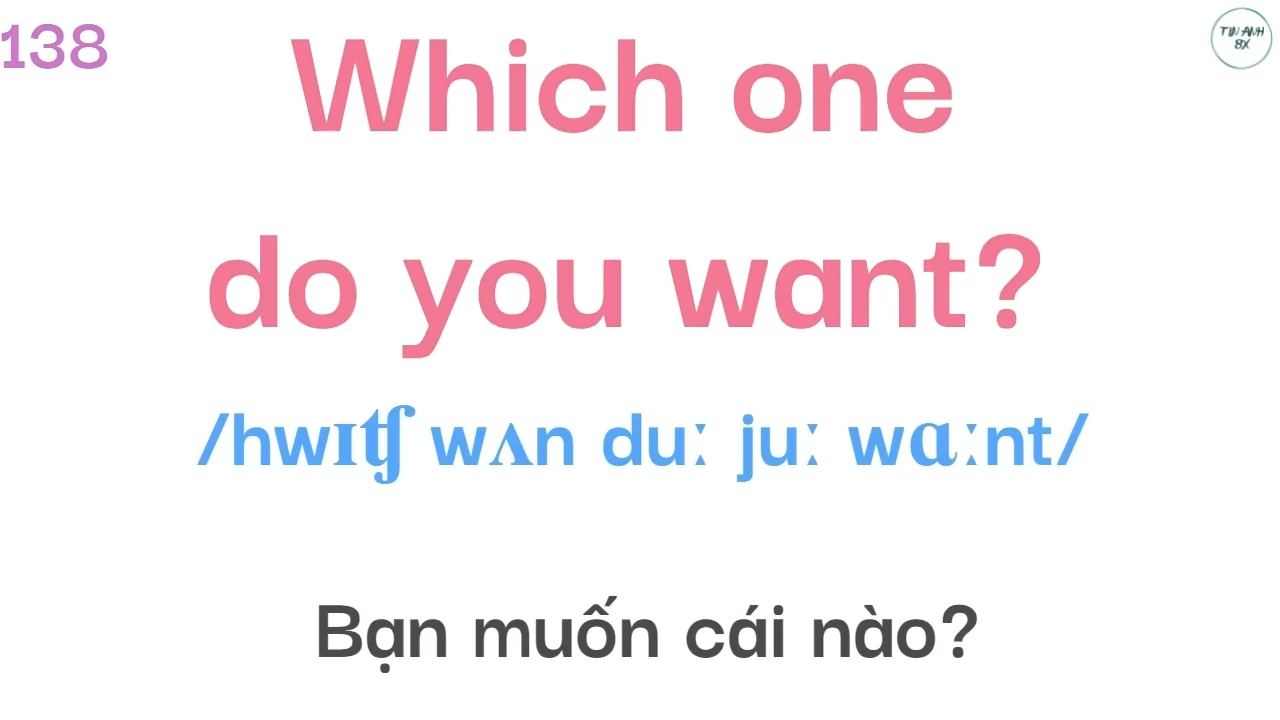 138
TIN ANH
8X
Which one
do you want?
/hwɪʧ wʌn duː juː wɑːnt/
Bạn muốn cái nào?